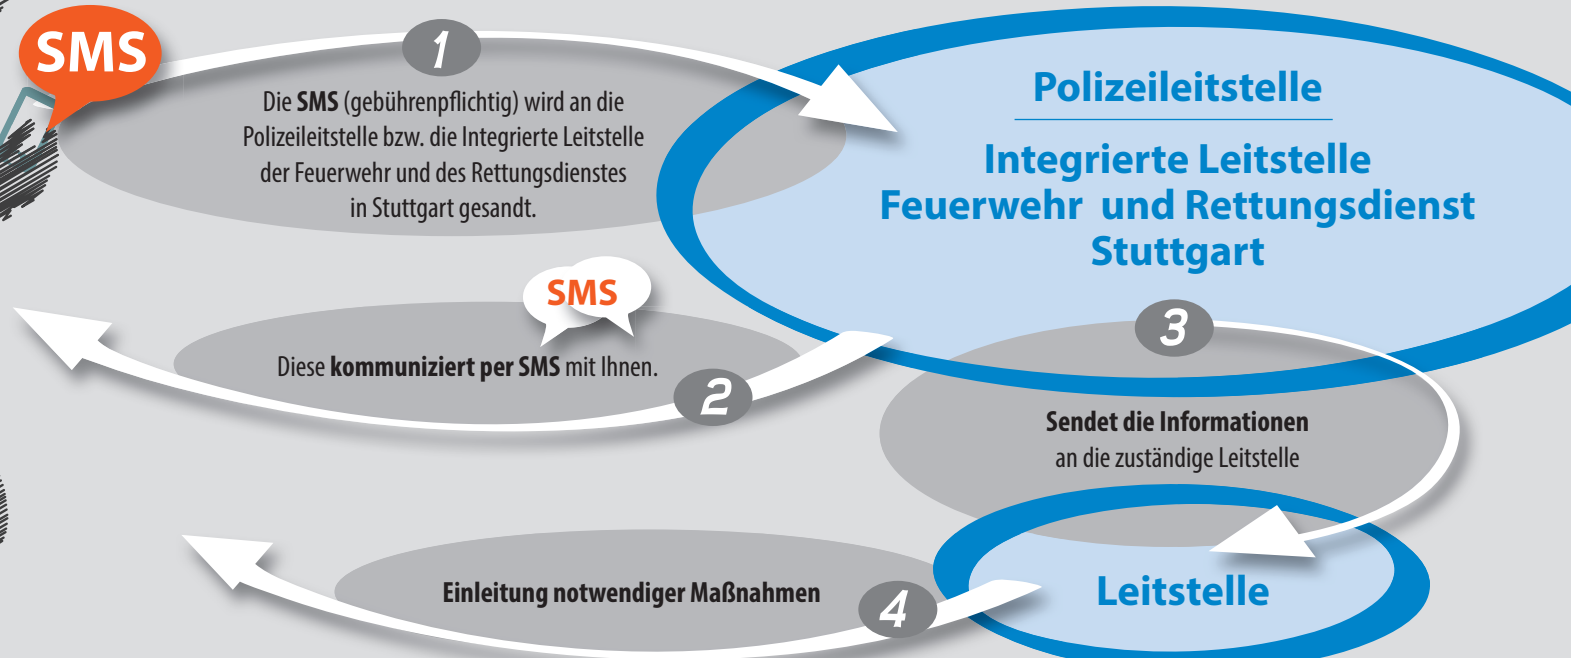 SMS
1
Die SMS (gebührenpflichtig) wird an die
Polizeileitstelle bzw. die Integrierte Leitstelle
der Feuerwehr und des Rettungsdienstes
in Stuttgart gesandt.
Polizeileitstelle
Integrierte Leitstelle
Feuerwehr und Rettungsdienst
Stuttgart
SMS
Diese kommuniziert per SMS mit Ihnen.
2
3
Sendet die Informationen
an die zuständige Leitstelle
Leitstelle
Einleitung notwendiger Maßnahmen
4